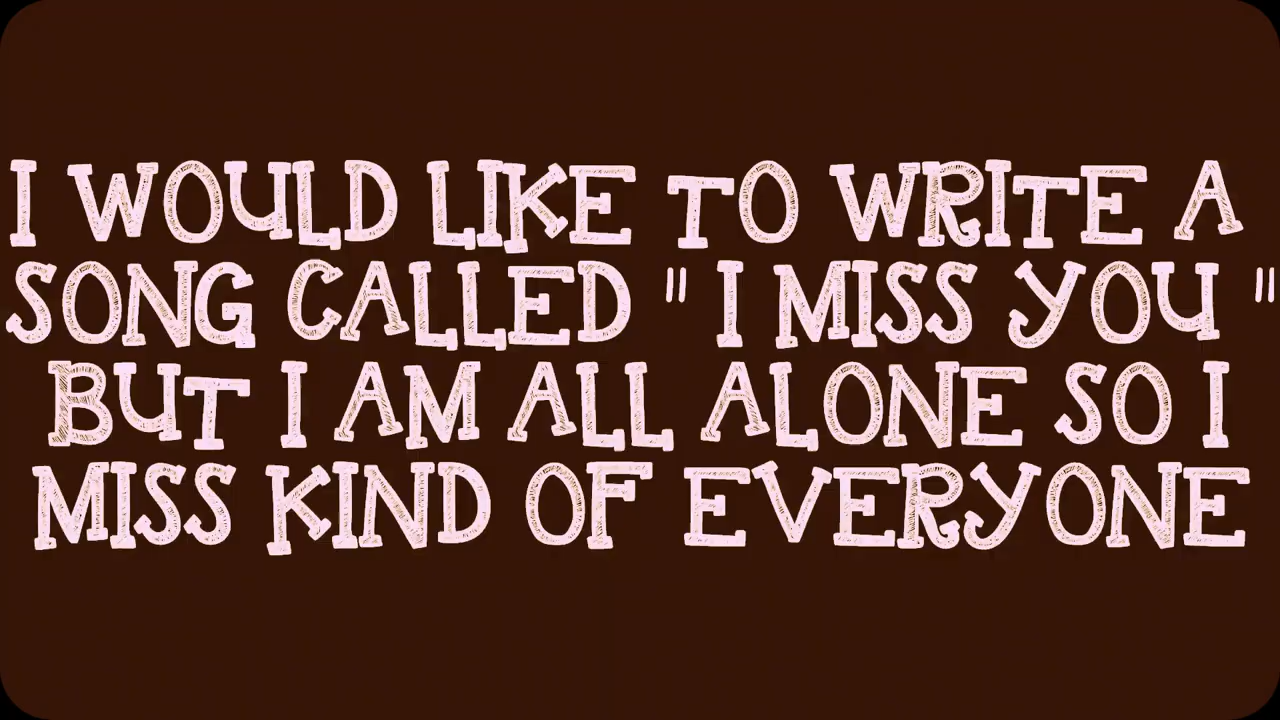 I WOULD LIKE TO WRITE A
SONG CALLED " I MISS YOU "
BUT I AM ALL ALONE SO I
MISS KIND OF EVERYONE